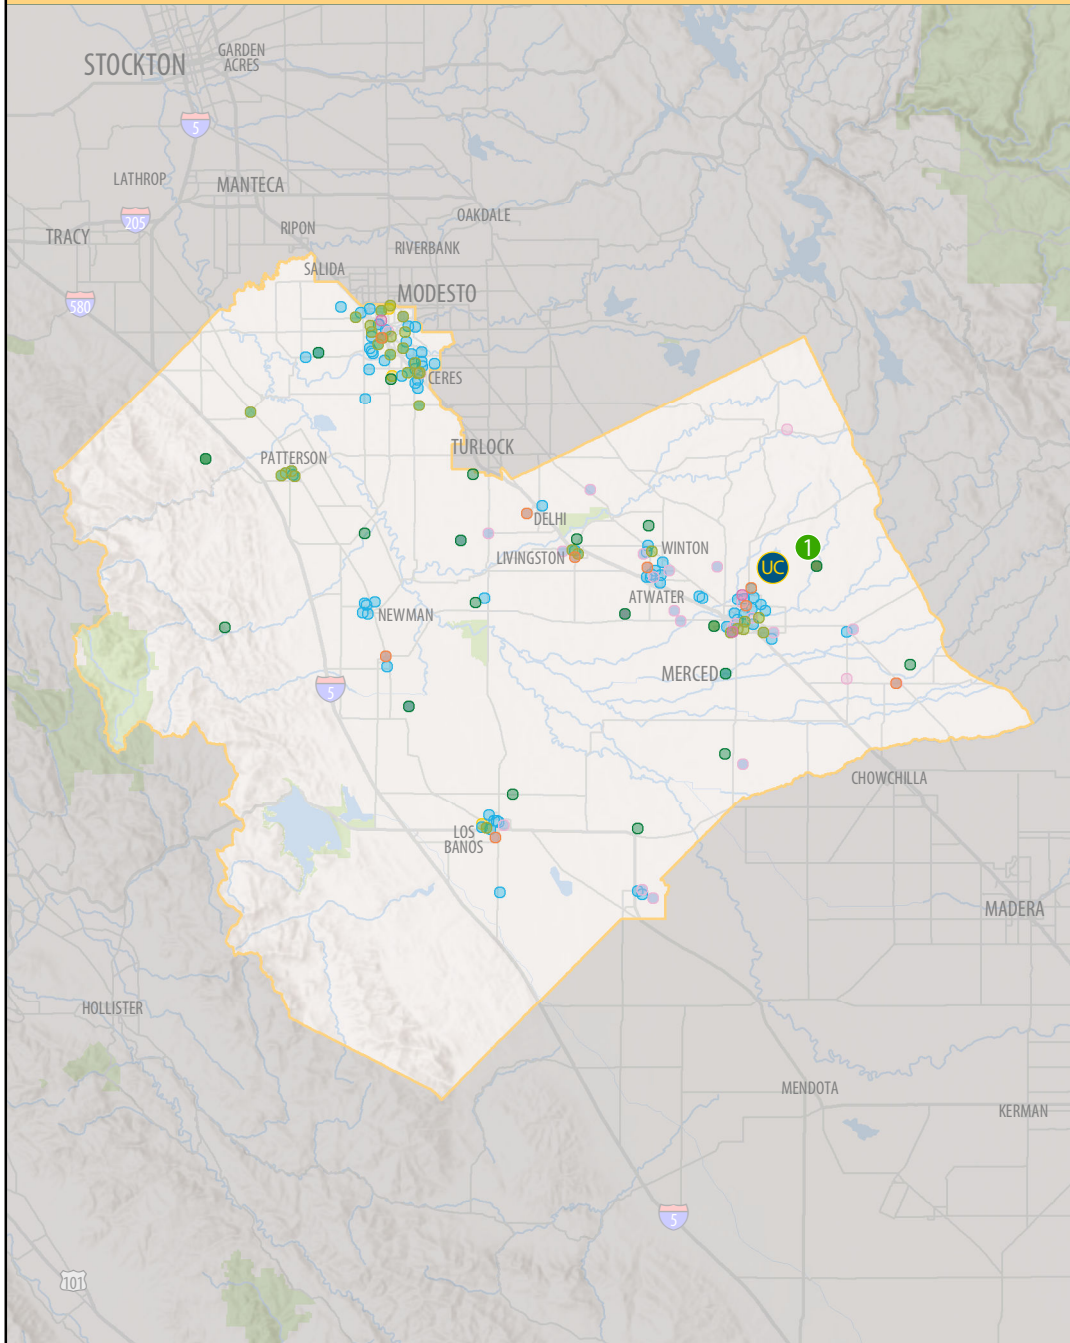 STOCKTON
GARDEN
ACRES
5
LATHROP
MANTECA
205
OAKDALE
TRACY
RIPON
RIVERBANK
SALIDA
580
MODESTO
CERES
TURLOCK
PATTERSON
DELHI
LIVINGSTON
WINTON
1
UC
ATWATER
NEWMAN
MERCED
5
CHOWCHILLA
LOS
BANOS
MADERA
HOLLISTER
MENDOTA
KERMAN
5
101